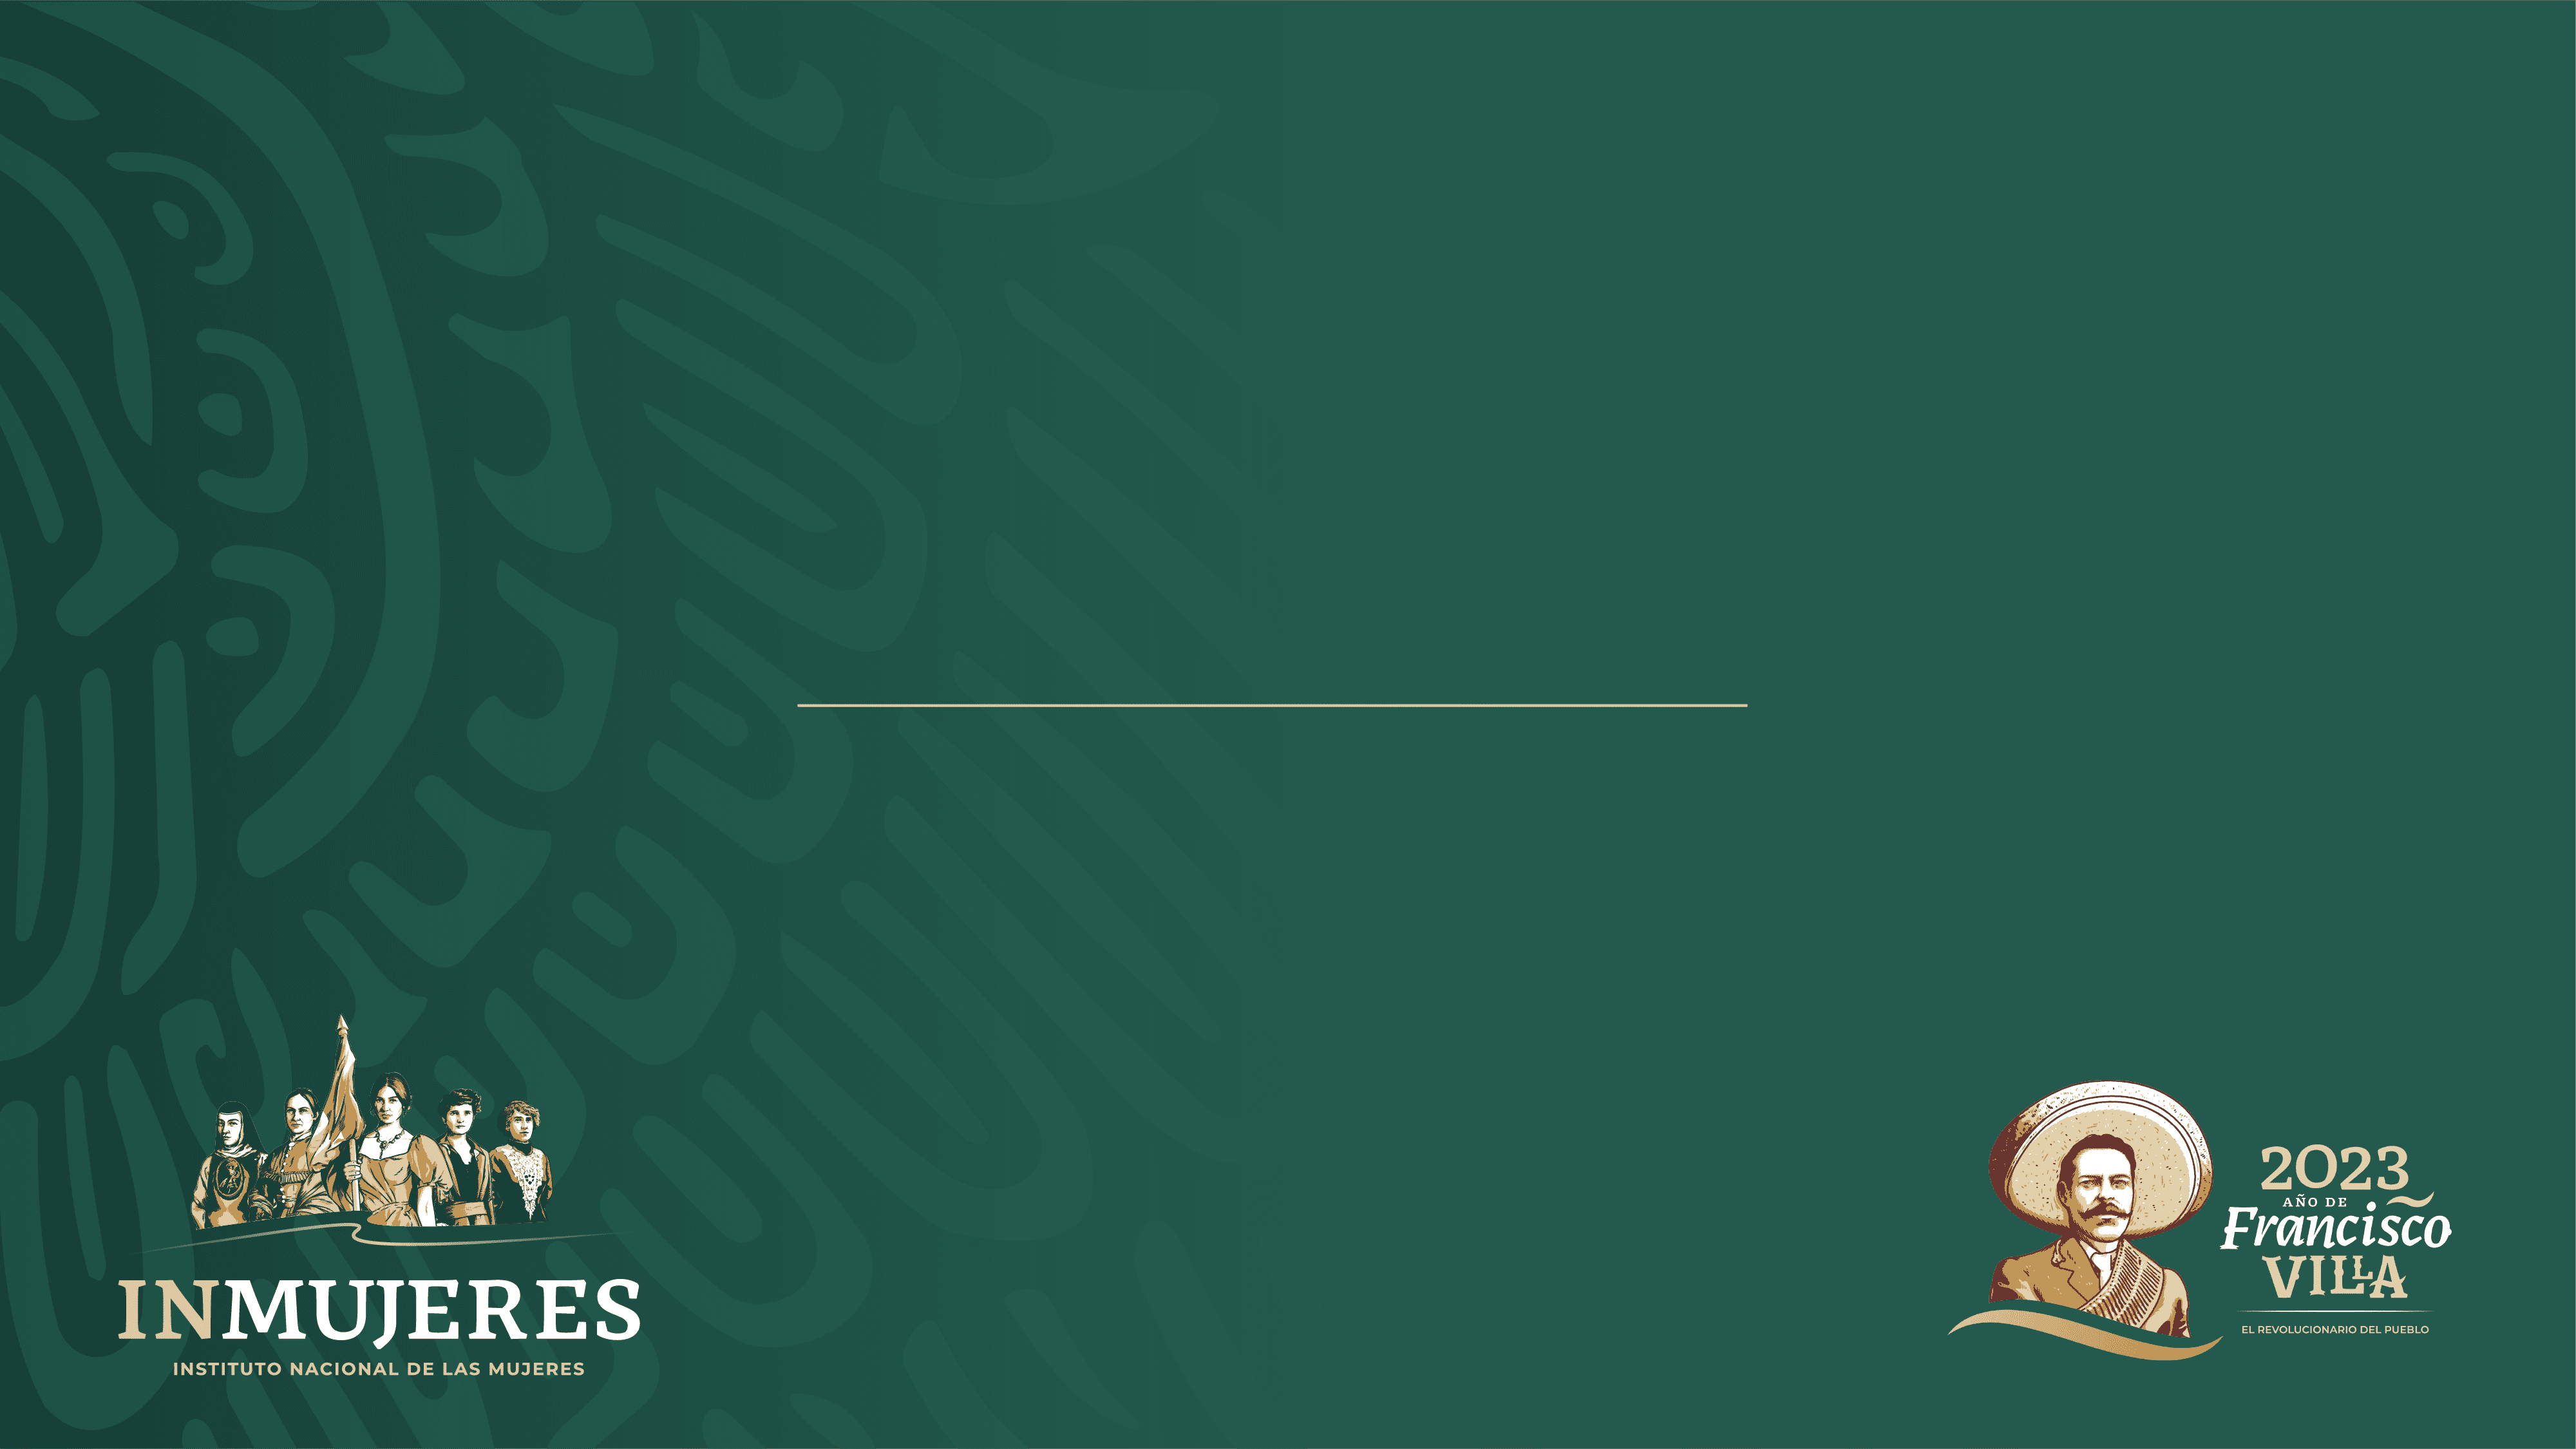 INMUJERES
INSTITUTO NACIONAL DE LAS MUJERES
2023
AÑO DE
Francisco
VILLA
EL REVOLUCIONARIO DEL PUEBLO